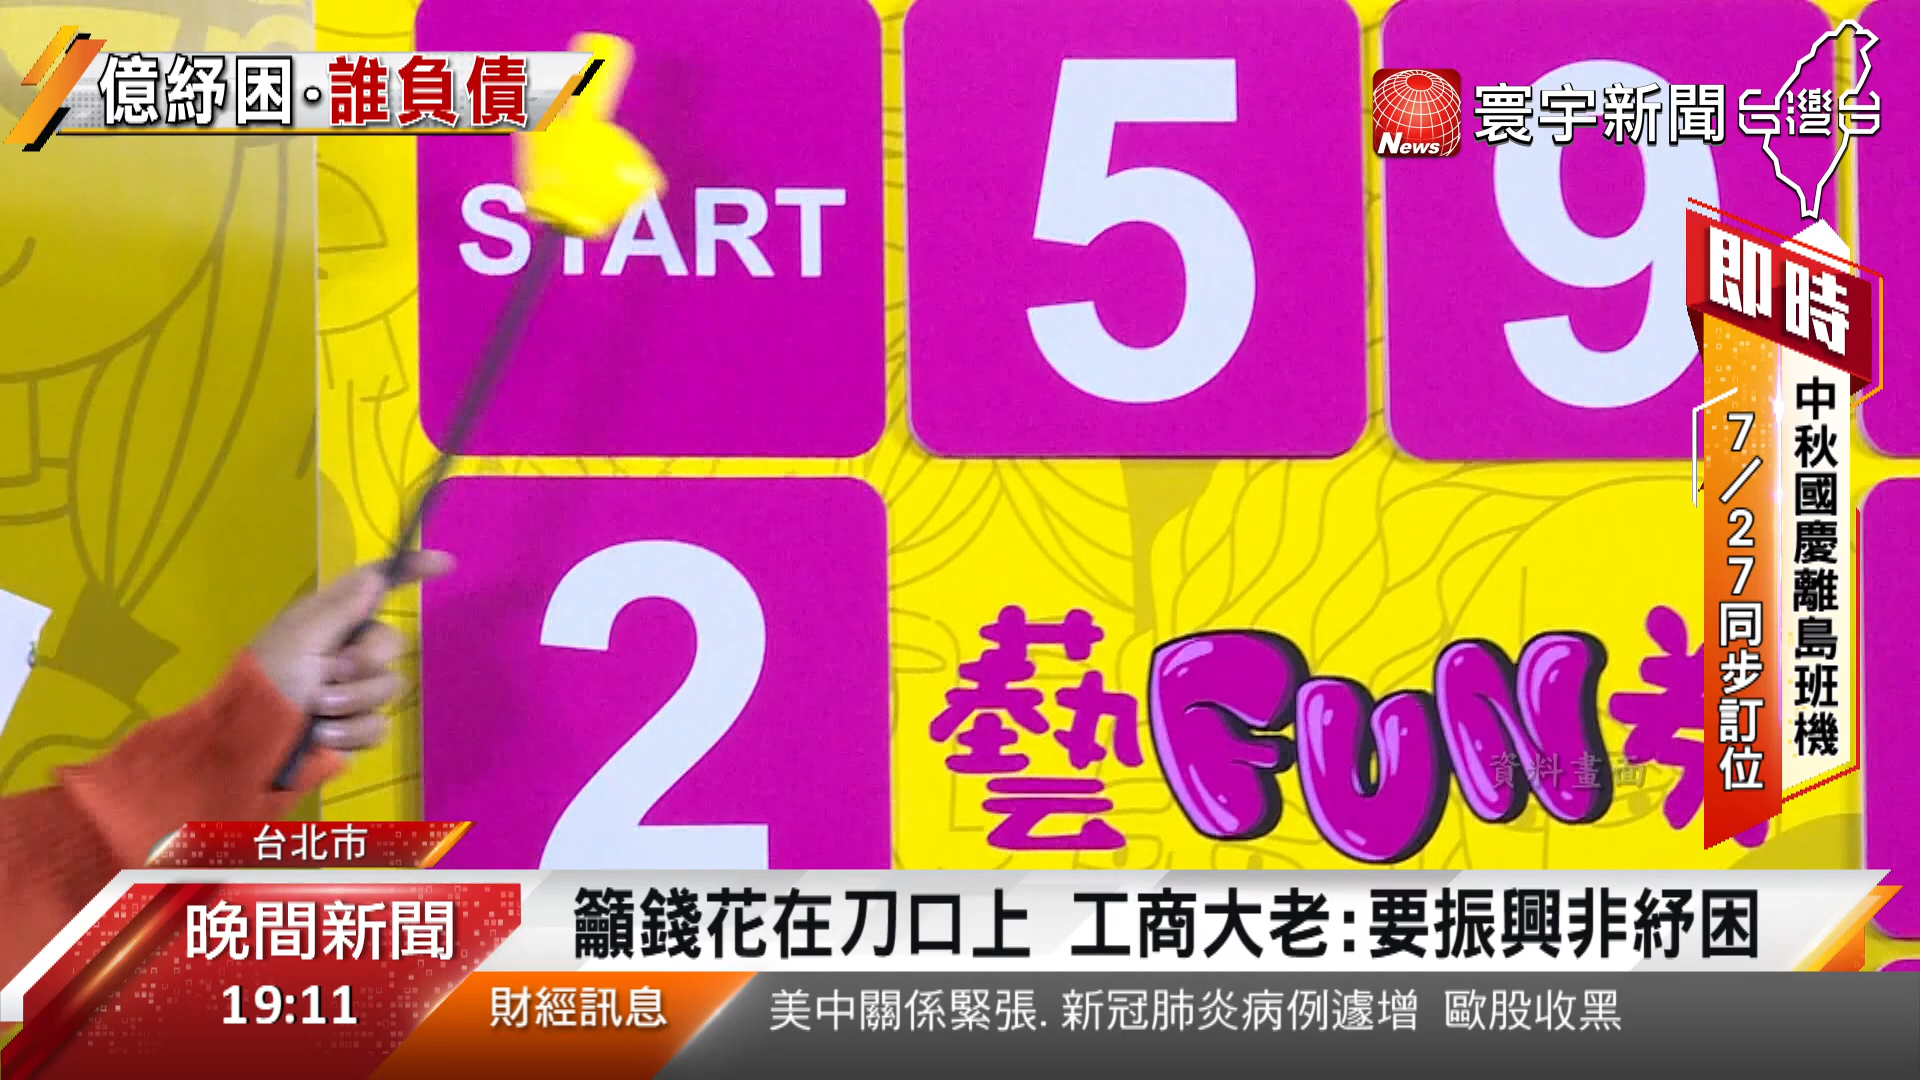 億紓困·誰負債
News
寰宇新聞 台灣台
START
5
9
2
藝FUN
資料畫面
即時
中秋國慶離島班機
7/27同步訂位
台北市
晚間新聞
19:11
籲錢花在刀口上 工商大老:要振興非紓困
財經訊息
美中關係緊張.新冠肺炎病例遽增 歐股收黑